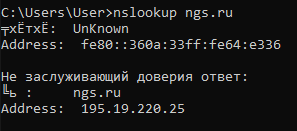 C:\Users\User>nslookup ngs.ru
╤хЁтхЁ:  UnKnown
Address:  fe80::360a:33ff:fe64:e336

Не заслуживающий доверия ответ:
╚ь :     ngs.ru
Address:  195.19.220.25